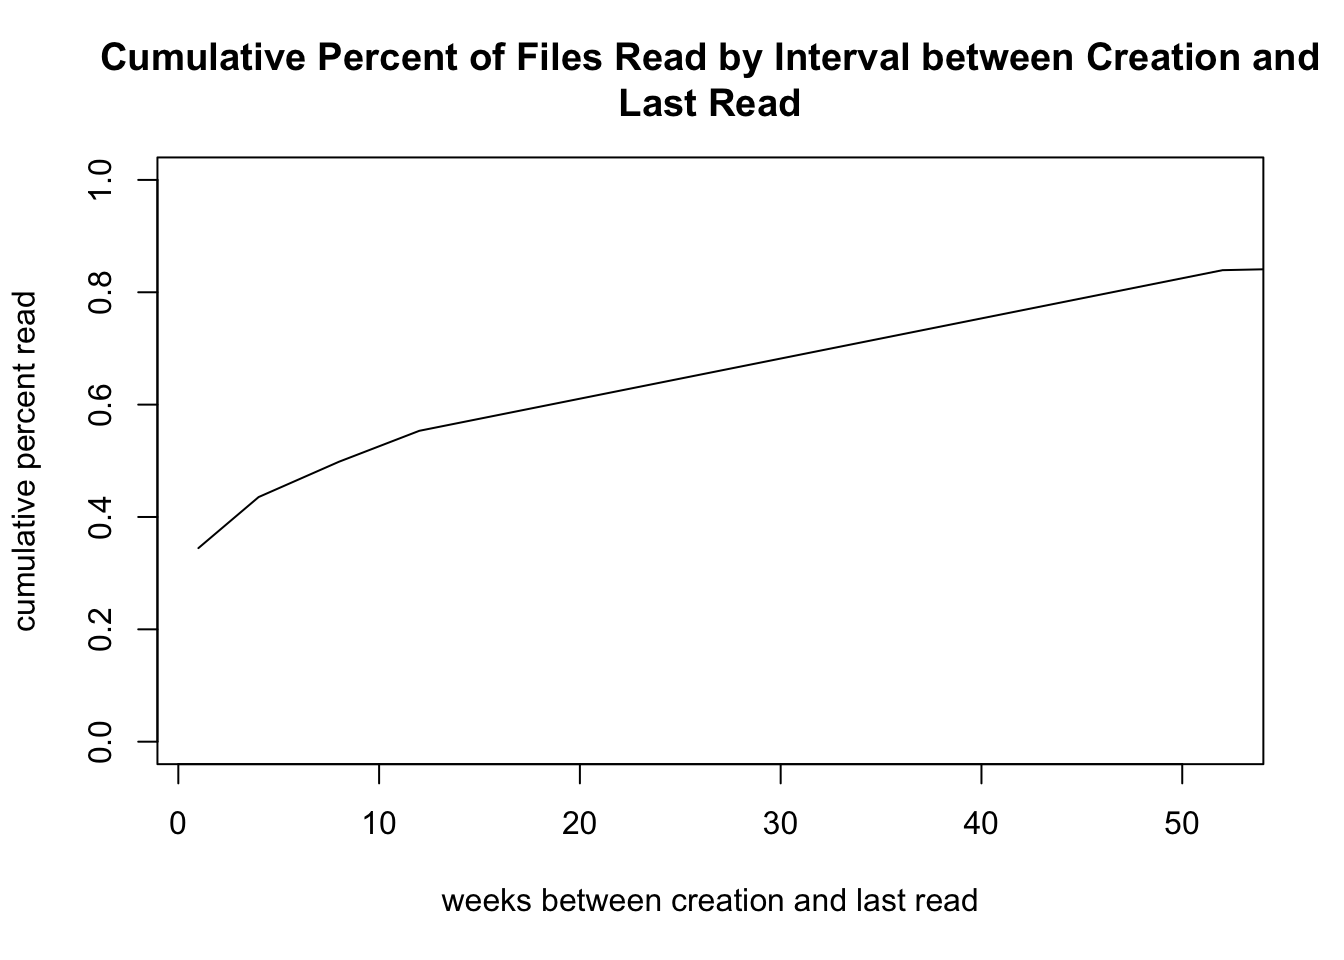 Cumulative Percent of Files Read by Interval between Creation and
Last Read
1.0
0.8
0.6
0.4
0.2
0.0
cumulative percent read
0 10 20 30 40 50
weeks between creation and last read